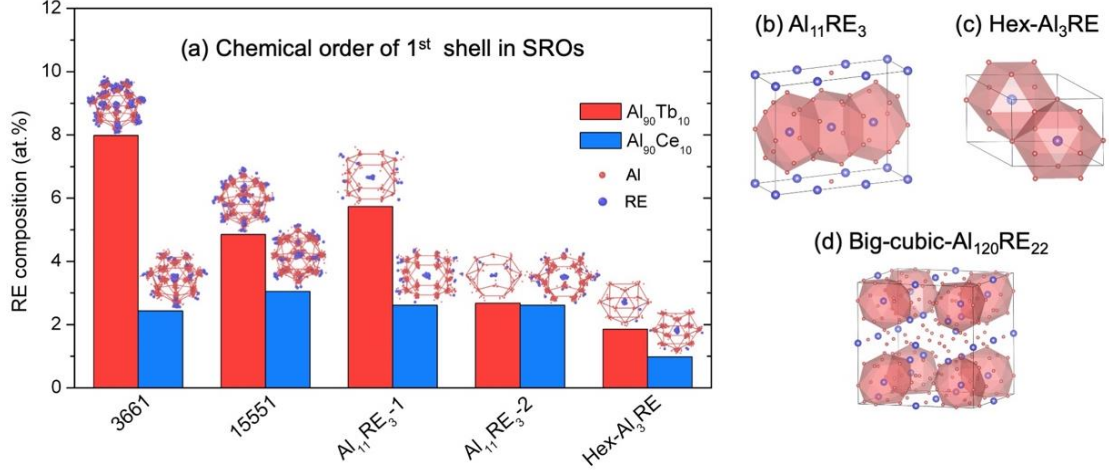 (a) Chemical order of 1st shell in SROs
RE composition (at.%)
12
10
8
6
4
2
0
Al90Tb10
Al90Ce10
Al
RE
3661
15551
Al11RE3-1
Al11RE3-2
Hex-Al3RE
(b) Al11RE3
(c) Hex-Al3RE
(d) Big-cubic-Al120RE22